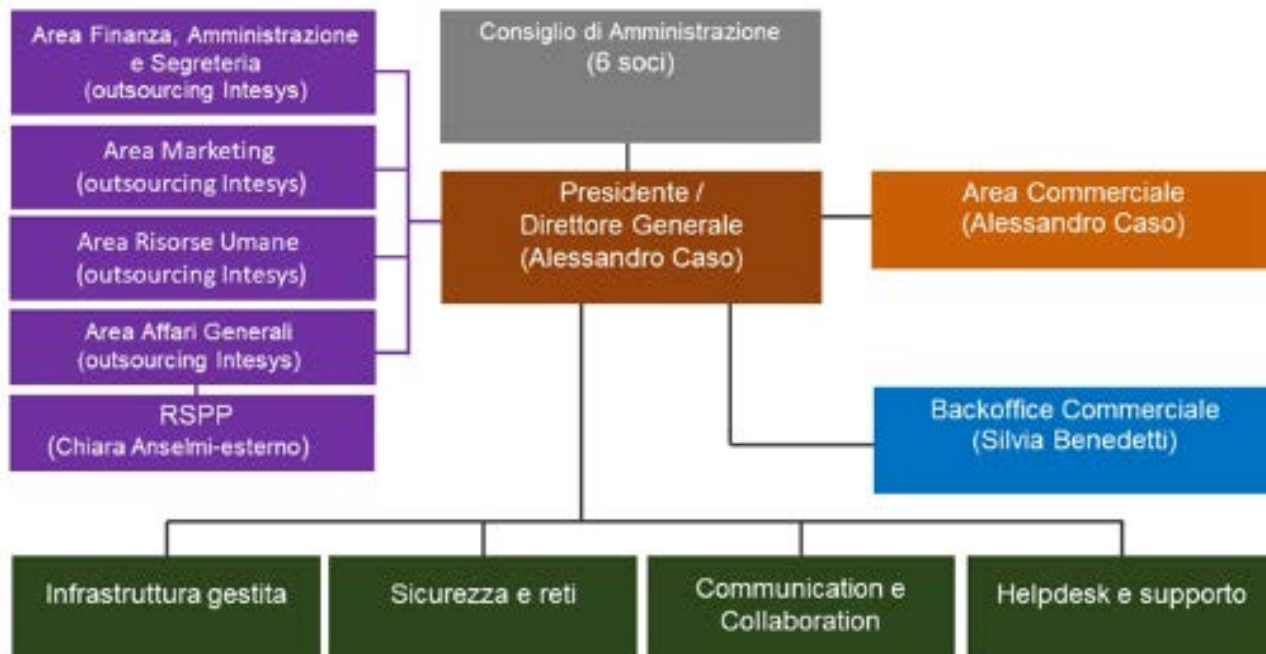 Area Finanza, Amministrazione
e Segreteria
(outsourcing Intesys)
Area Marketing
(outsourcing Intesys)
Area Risorse Umane
(outsourcing Intesys)
Area Affari Generali
(outsourcing Intesys)
RSPP
(Chiara Anselmi-esterno)
Consiglio di Amministrazione
(6 soci)
Presidente /
Direttore Generale
(Alessandro Caso)
Area Commerciale
(Alessandro Caso)
Backoffice Commerciale
(Silvia Benedetti)
Infrastruttura gestita
Sicurezza e reti
Communication e
Collaboration
Helpdesk e supporto